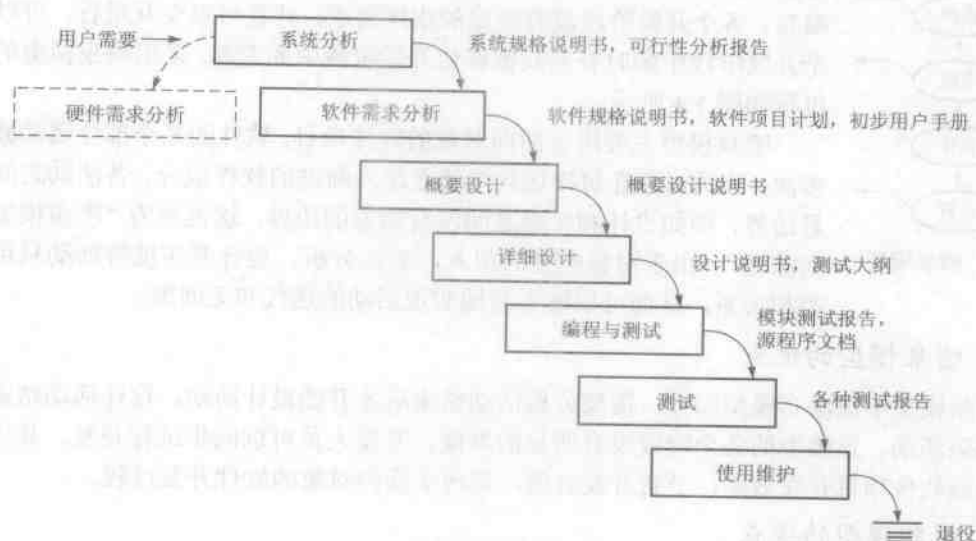 用户需要
系统分析
系统规格说明书，可行性分析报告
硬件需求分析
软件需求分析
软件规格说明书，软件项目计划，初步用户手册
概要设计
概要设计说明书
详细设计
设计说明书，测试大纲
编程与测试
模块测试报告，
源程序文档
测试
各种测试报告
使用维护
退役